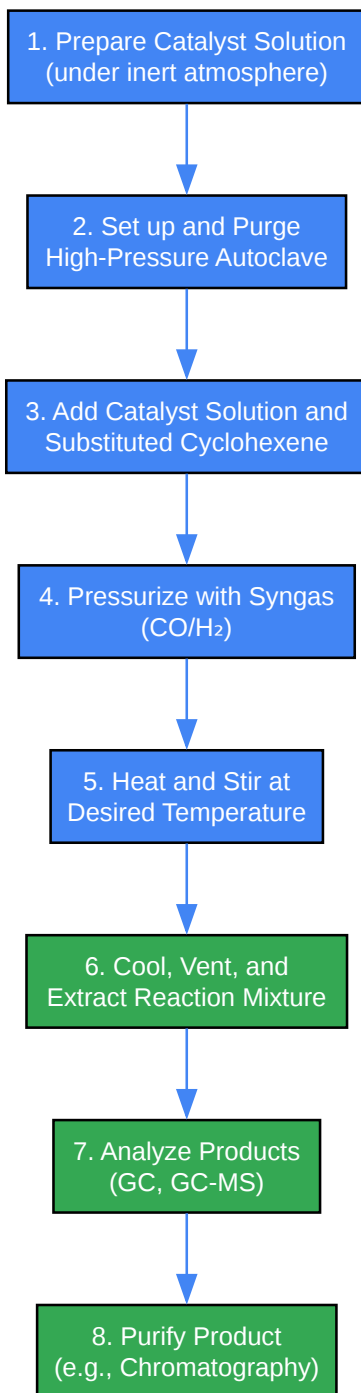 1. Prepare Catalyst Solution
(under inert atmosphere)
2. Set up and Purge
High-Pressure Autoclave
3. Add Catalyst Solution and
Substituted Cyclohexene
4. Pressurize with Syngas
(CO/H₂)
5. Heat and Stir at
Desired Temperature
6. Cool, Vent, and
Extract Reaction Mixture
7. Analyze Products
(GC, GC-MS)
8. Purify Product
(e.g., Chromatography)